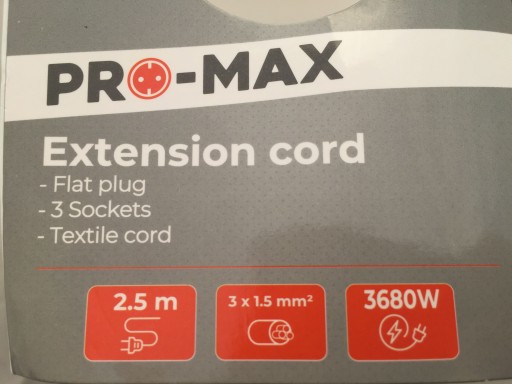 PRO-MAX
Extension cord
- Flat plug
- 3 Sockets
- Textile cord
2.5 m
3 x 1.5 mm²
3680W